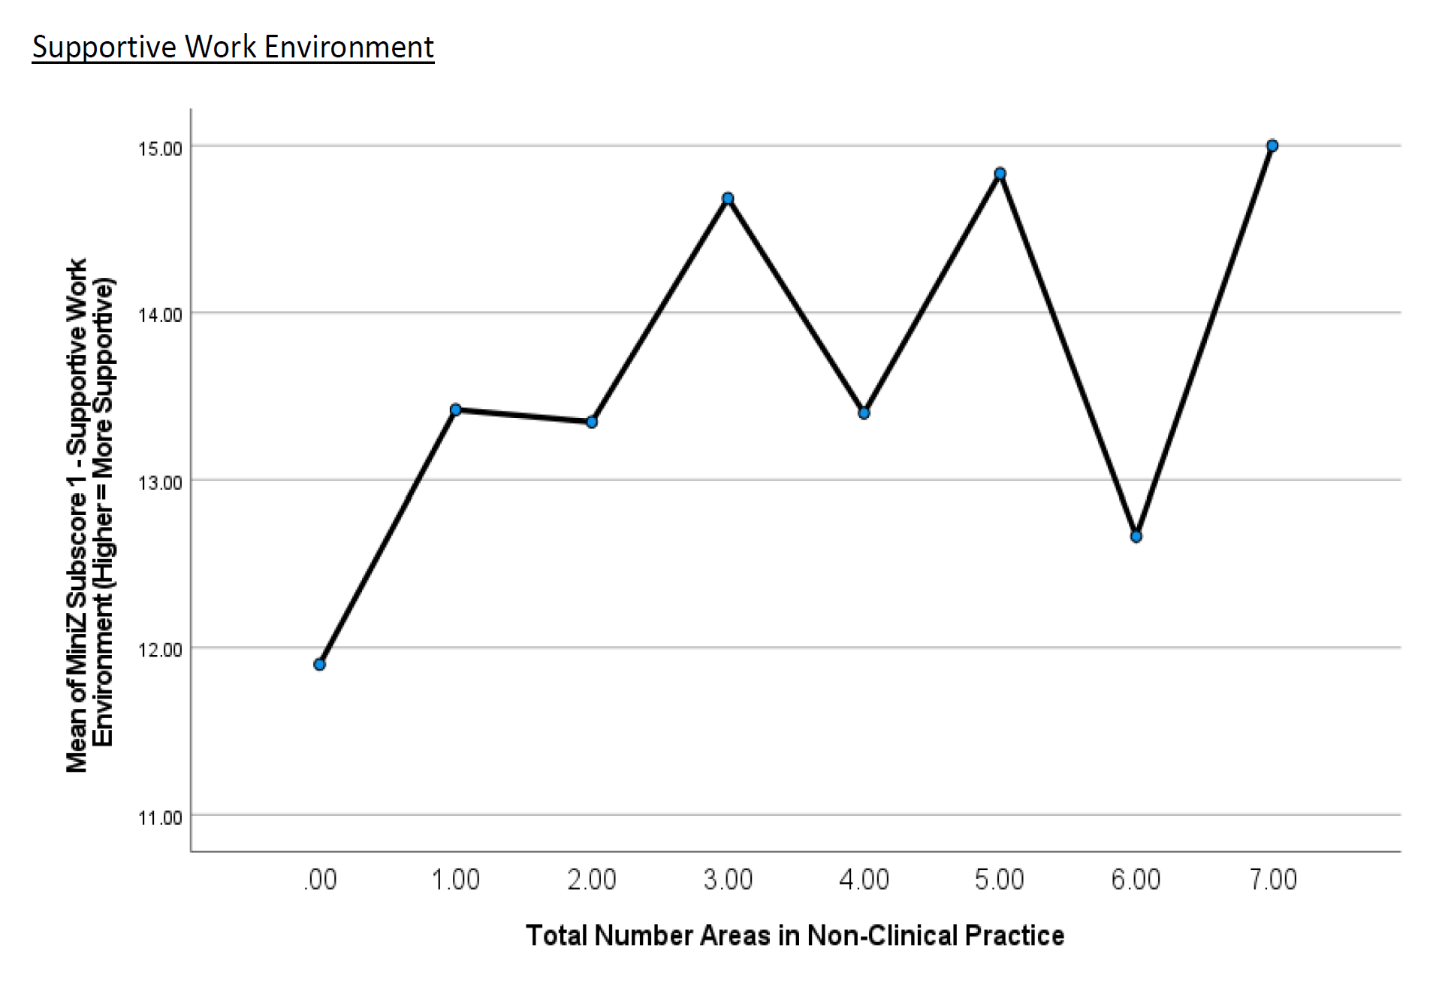 Supportive Work Environment
Mean of MiniZ Subscore 1 - Supportive Work
Environment (Higher = More Supportive)
15.00
14.00
13.00
12.00
11.00
.00 1.00 2.00 3.00 4.00 5.00 6.00 7.00
Total Number Areas in Non-Clinical Practice